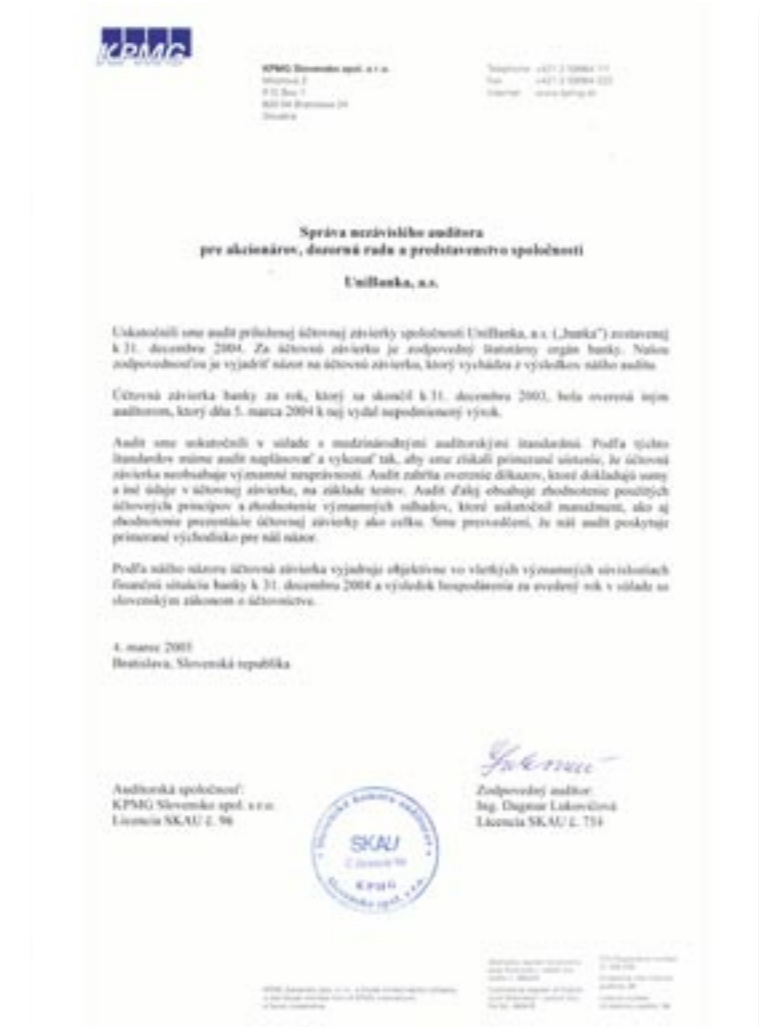 KPMG
KPMG Slovensko spol. s r.o.
P O Box 1
Slovakia
Telephone +421 2 59984 111
Fax +421 2 59984 222
Internet www.kpmg.sk
Správa nezávislého audítora
pre akcionárov, dozornú radu a predstavenstvo spoločnosti
UniBanka, a.s.
Uskutočnili sme audit priloženej účtovnej závierky spoločnosti UniBanka, a.s. („banka") zostavenej
k 31. decembru 2004. Za účtovnú závierku je zodpovedný štatutárny orgán banky. Našou
zodpovednosťou je vyjadriť názor na účtovnú závierku, ktorý vychádza z výsledkov nášho auditu.
Účtovná závierka banky za rok, ktorý sa skončil k 31. decembru 2003, bola overená iným
audítorom, ktorý dňa 5. marca 2004 k nej vydal nepodmienený výrok.
Audit sme uskutočnili v súlade s medzinárodnými audítorskými štandardmi. Podľa týchto
štandardov máme audit naplánovať a vykonať tak, aby sme získali primerané uistenie, že účtovná
závierka neobsahuje významné nesprávnosti. Audit zahŕňa overenie dôkazov, ktoré dokladujú sumy
a iné údaje v účtovnej závierke, na základe testov. Audit ďalej obsahuje zhodnotenie použitých
účtovných princípov a zhodnotenie významných odhadov, ktoré uskutočnil manažment, ako aj
zhodnotenie prezentácie účtovnej závierky ako celku. Sme presvedčení, že náš audit poskytuje
primerané východisko pre náš názor.
Podľa nášho názoru účtovná závierka vyjadruje objektívne vo všetkých významných súvislostiach
finančnú situáciu banky k 31. decembru 2004 a výsledok hospodárenia za uvedený rok v súlade so
slovenským zákonom o účtovníctve.
4. marec 2005
Bratislava, Slovenská republika
Audítorská spoločnosť:
KPMG Slovensko spol. s r.o.
Licencia SKAU č. 96
Slovenská komora audítorov
SKAU
KPMG
Slovensko spol. s r.o.
Zodpovedný audítor:
Ing. Dagmar Lukovičová
Licencia SKAU č. 734